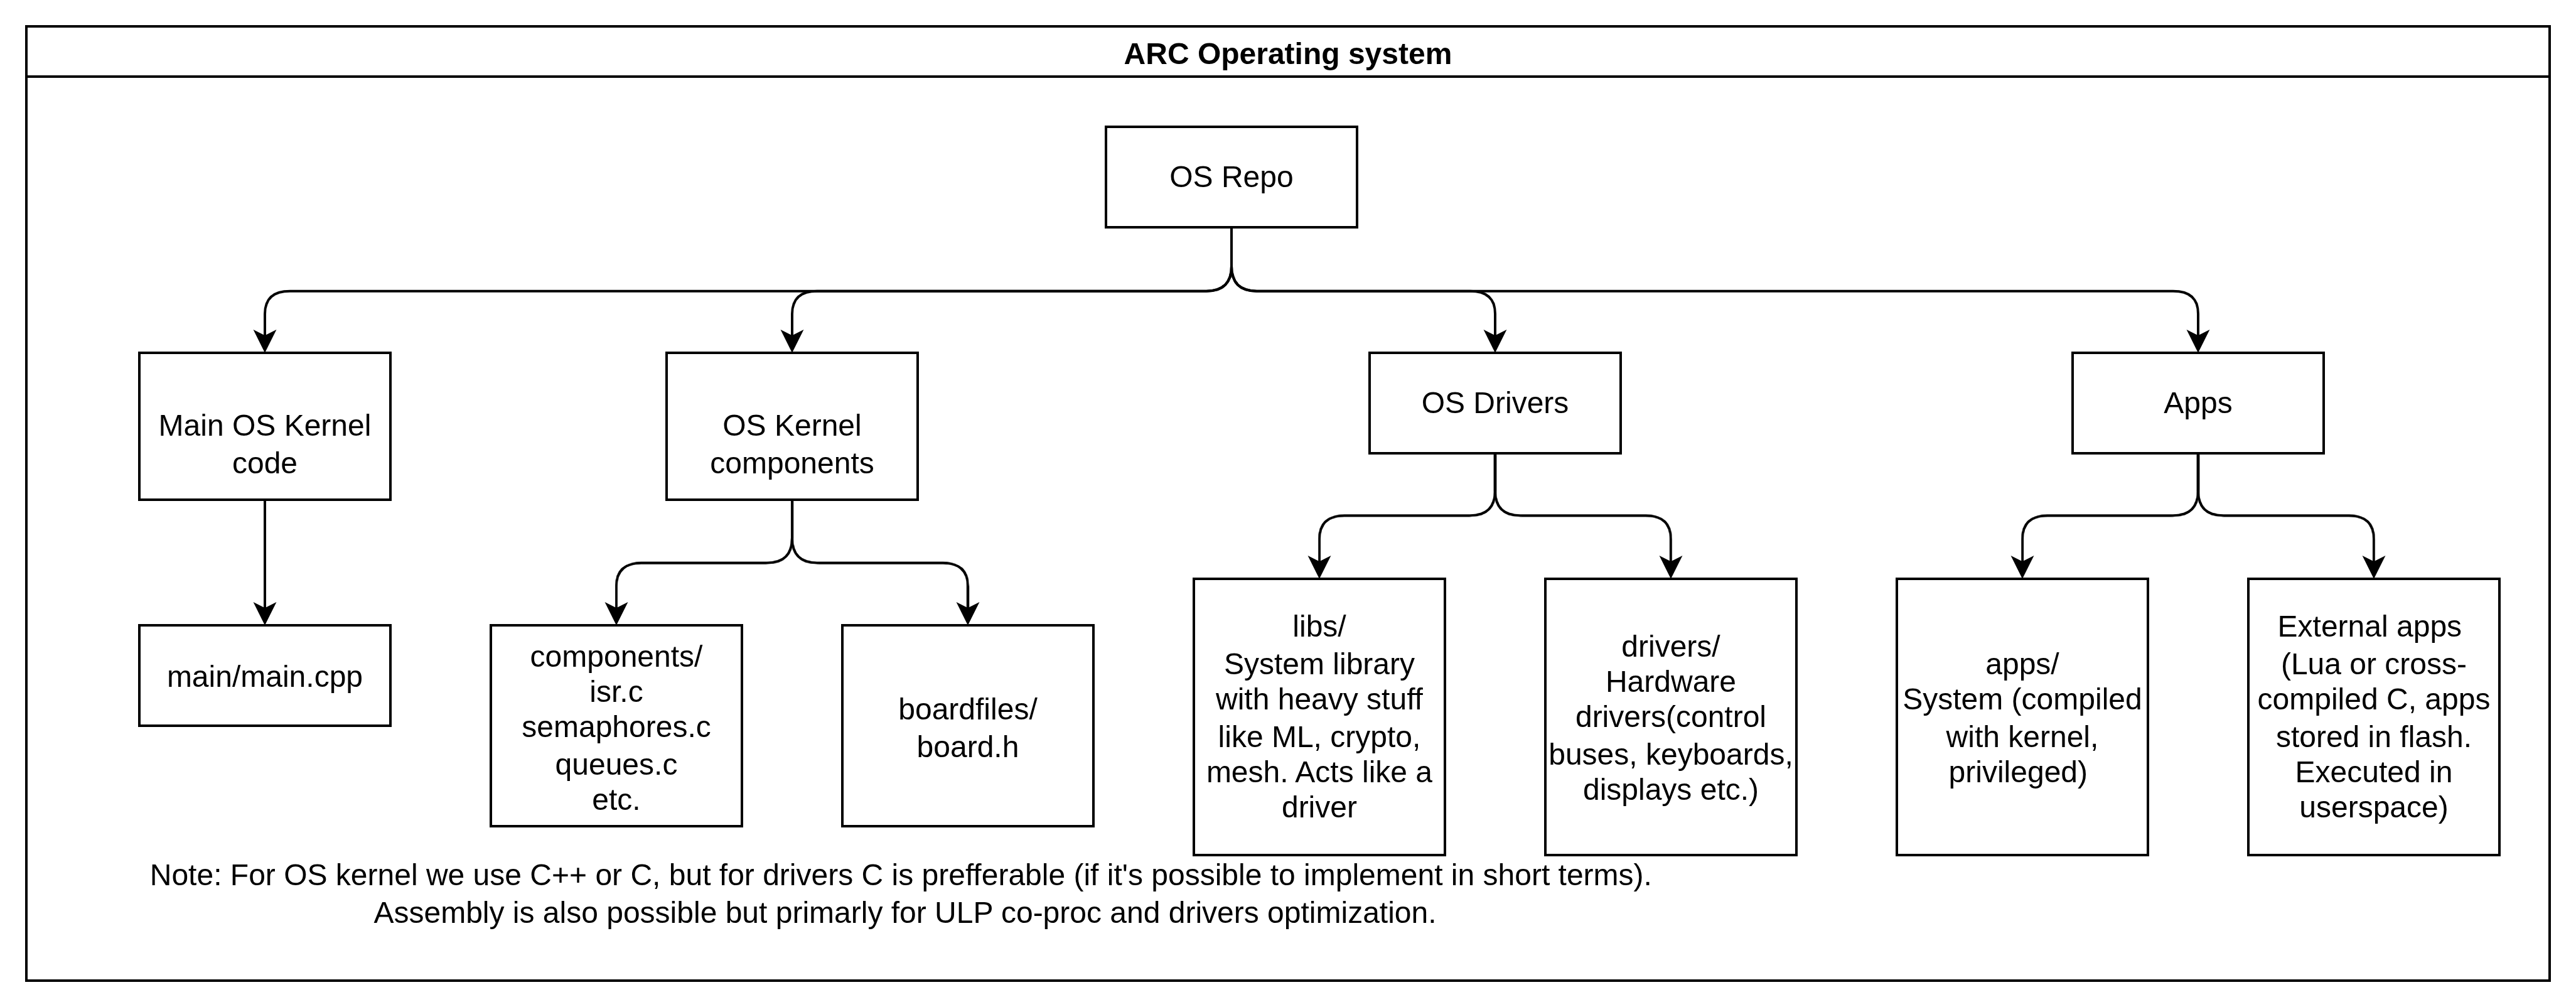 ARC Operating system
OS Repo
Main OS Kernel
code
OS Kernel
components
OS Drivers
Apps
main/main.cpp
components/
isr.c
semaphores.c
queues.c
etc.
boardfiles/
board.h
libs/
System library
with heavy stuff
like ML, crypto,
mesh. Acts like a
driver
drivers/
Hardware
drivers(control
buses, keyboards,
displays etc.)
apps/
System (compiled
with kernel,
privileged)
External apps
(Lua or cross-
compiled C, apps
stored in flash.
Executed in
userspace)
Note: For OS kernel we use C++ or C, but for drivers C is prefferable (if it's possible to implement in short terms).
Assembly is also possible but primarly for ULP co-proc and drivers optimization.